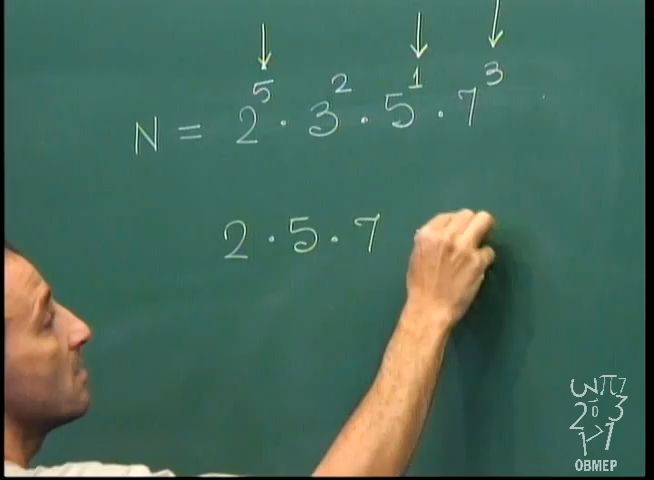 N = 2⁵ · 3² · 5¹ · 7³
2 · 5 · 7
OBMEP